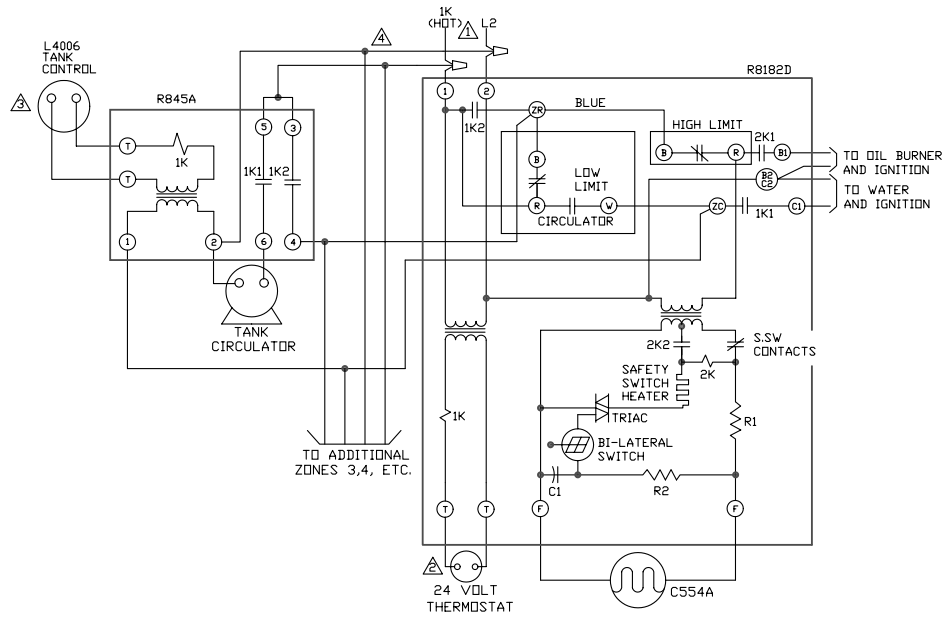 1K
(HOT)
1
L2
4
L4006
TANK
CONTROL
3
R845A
R8182D
1
2
T
1K
5
3
1K2
ZR
BLUE
HIGH LIMIT
2K1
B
R
B1
TO OIL BURNER
AND IGNITION
T
1K1
1K2
B
LOW
LIMIT
B2
C2
TO WATER
AND IGNITION
R
W
ZC
C1
CIRCULATOR
1K1
1
2
6
4
TANK
CIRCULATOR
2K2
S.SW
CONTACTS
SAFETY
SWITCH
HEATER
2K
1K
TRIAC
R1
BI-LATERAL
SWITCH
TO ADDITIONAL
ZONES 3,4, ETC.
C1
R2
T
T
F
F
2
24 VOLT
THERMOSTAT
C554A